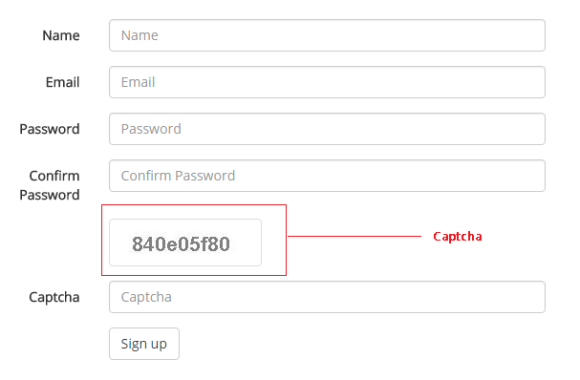 Name Name
Email Email
Password Password
Confirm Password Confirm Password
840e05f80 Captcha
Captcha Captcha
Sign up